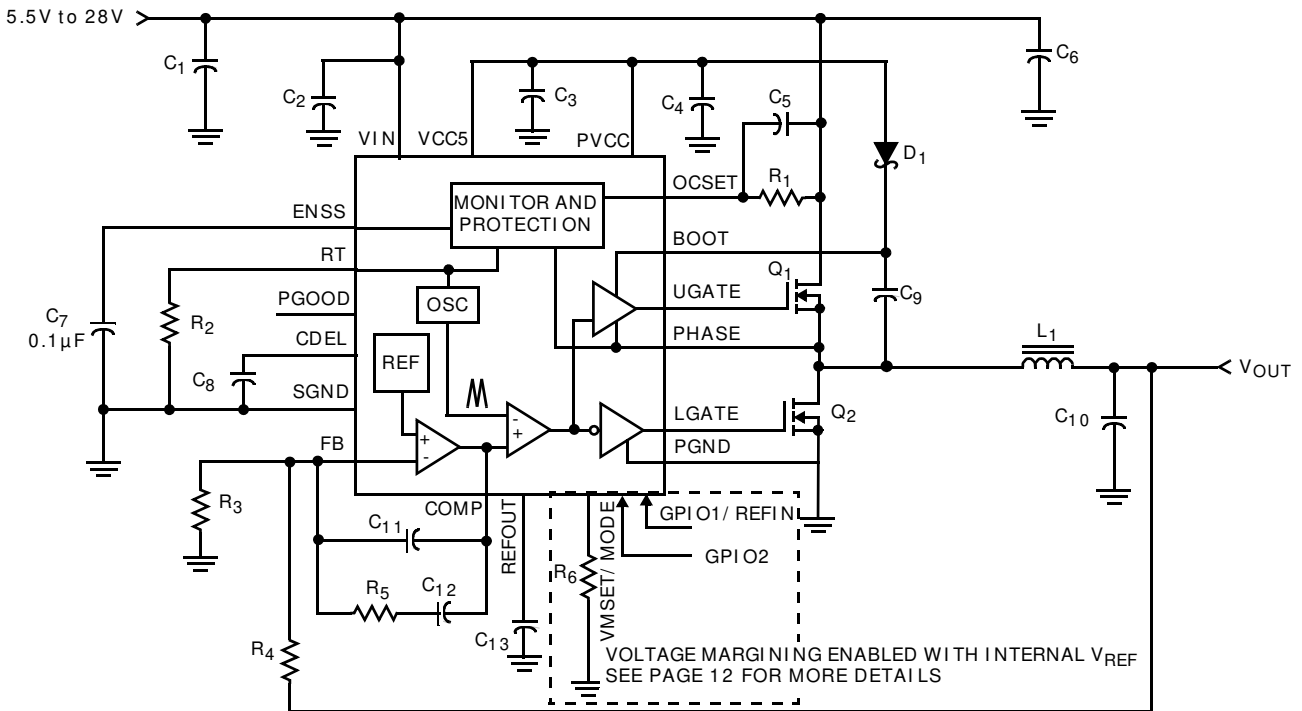 5.5V to 28V
C1
C2
C3
C4
C5
C6
VIN
VCC5
PVCC
D1
OCSET
R1
MONITOR AND
PROTECTION
ENSS
BOOT
RT
Q1
UGATE
C9
PGOOD
OSC
C7
0.1µF
R2
CDEL
PHASE
L1
REF
VOUT
C8
SGND
LGATE
Q2
C10
PGND
FB
+
-
-
+
R3
COMP
REFOUT
VMSET/ MODE
GPIO1/ REFIN
GPIO2
C11
R6
R5
C12
C13
R4
VOLTAGE MARGINING ENABLED WITH INTERNAL VREF
SEE PAGE 12 FOR MORE DETAILS